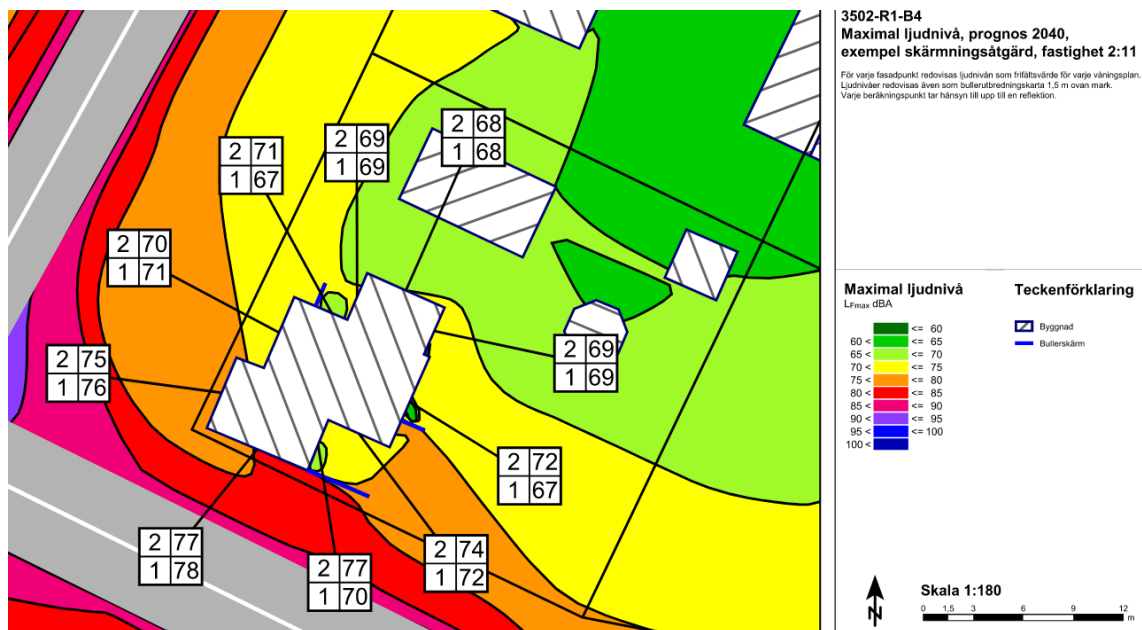 3502-R1-B4
Maximal ljudnivå, prognos 2040,
exempel skärmningsåtgärd, fastighet 2:11
För varje fasadpunkt redovisas ljudnivån som frifältsvärde för varje våningsplan.
Ljudnivåer redovisas även som bullerutbredningskarta 1,5 m ovan mark.
Varje beräkningspunkt tar hänsyn till upp till en reflektion.
2 68
1 68
2 69
1 69
2 71
1 67
2 70
1 71
2 75
1 76
2 69
1 69
2 72
1 67
2 77
1 78
2 77
1 70
2 74
1 72
Maximal ljudnivå
LFmax dBA
<= 60
60 < <= 65
65 < <= 70
70 < <= 75
75 < <= 80
80 < <= 85
85 < <= 90
90 < <= 95
95 < <= 100
100 <
Teckenförklaring
Byggnad
Bullerskärm
N
Skala 1:180
0 1,5 3 6 9 12
m